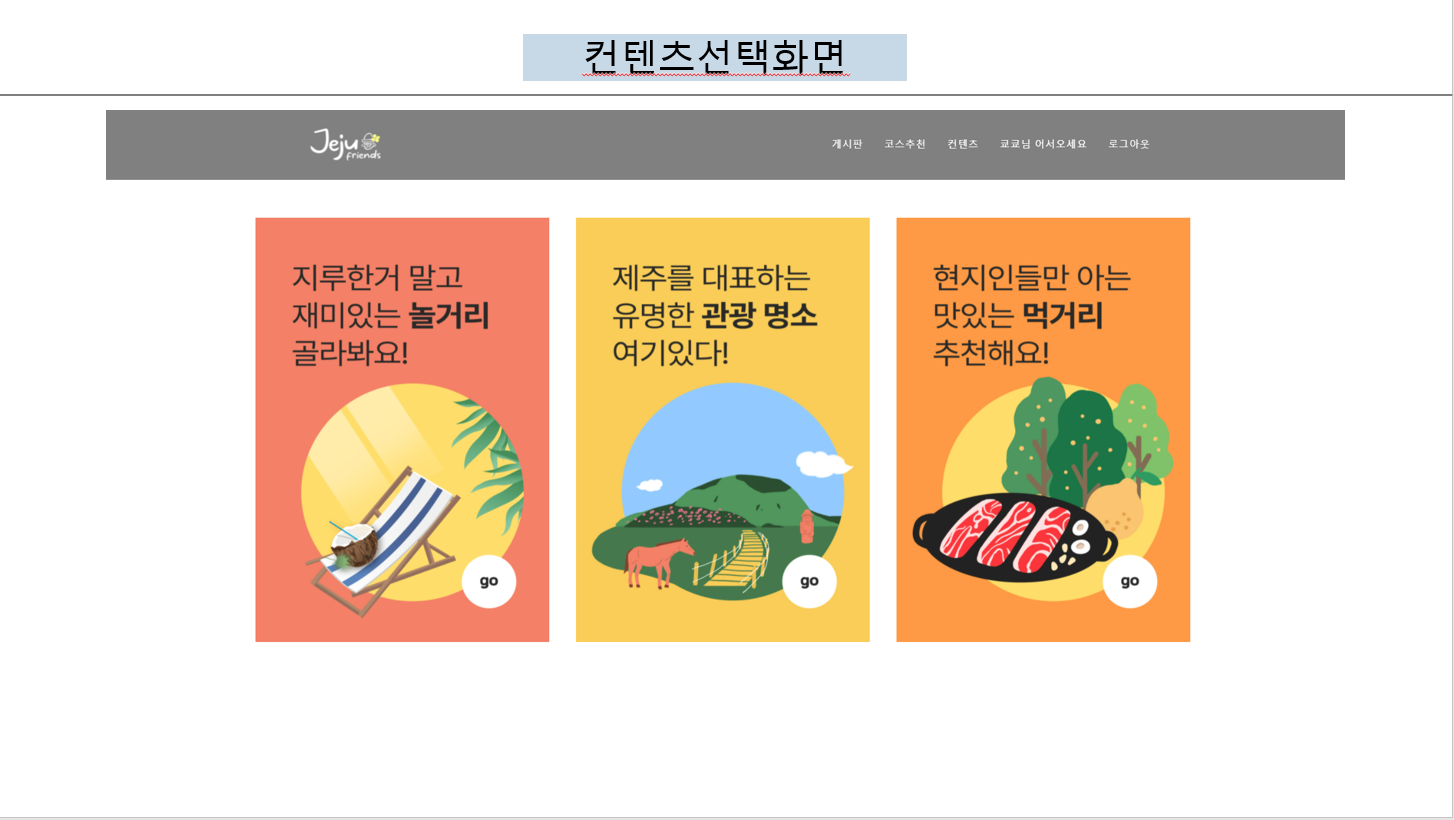 컨텐츠선택화면
Jeju
friends
게시판 코스추천 컨텐츠 쿄쿄님 어서오세요 로그아웃
지루한거 말고
재미있는 놀거리
골라봐요!
go
제주를 대표하는
유명한 관광 명소
여기있다!
go
현지인들만 아는
맛있는 먹거리
추천해요!
go